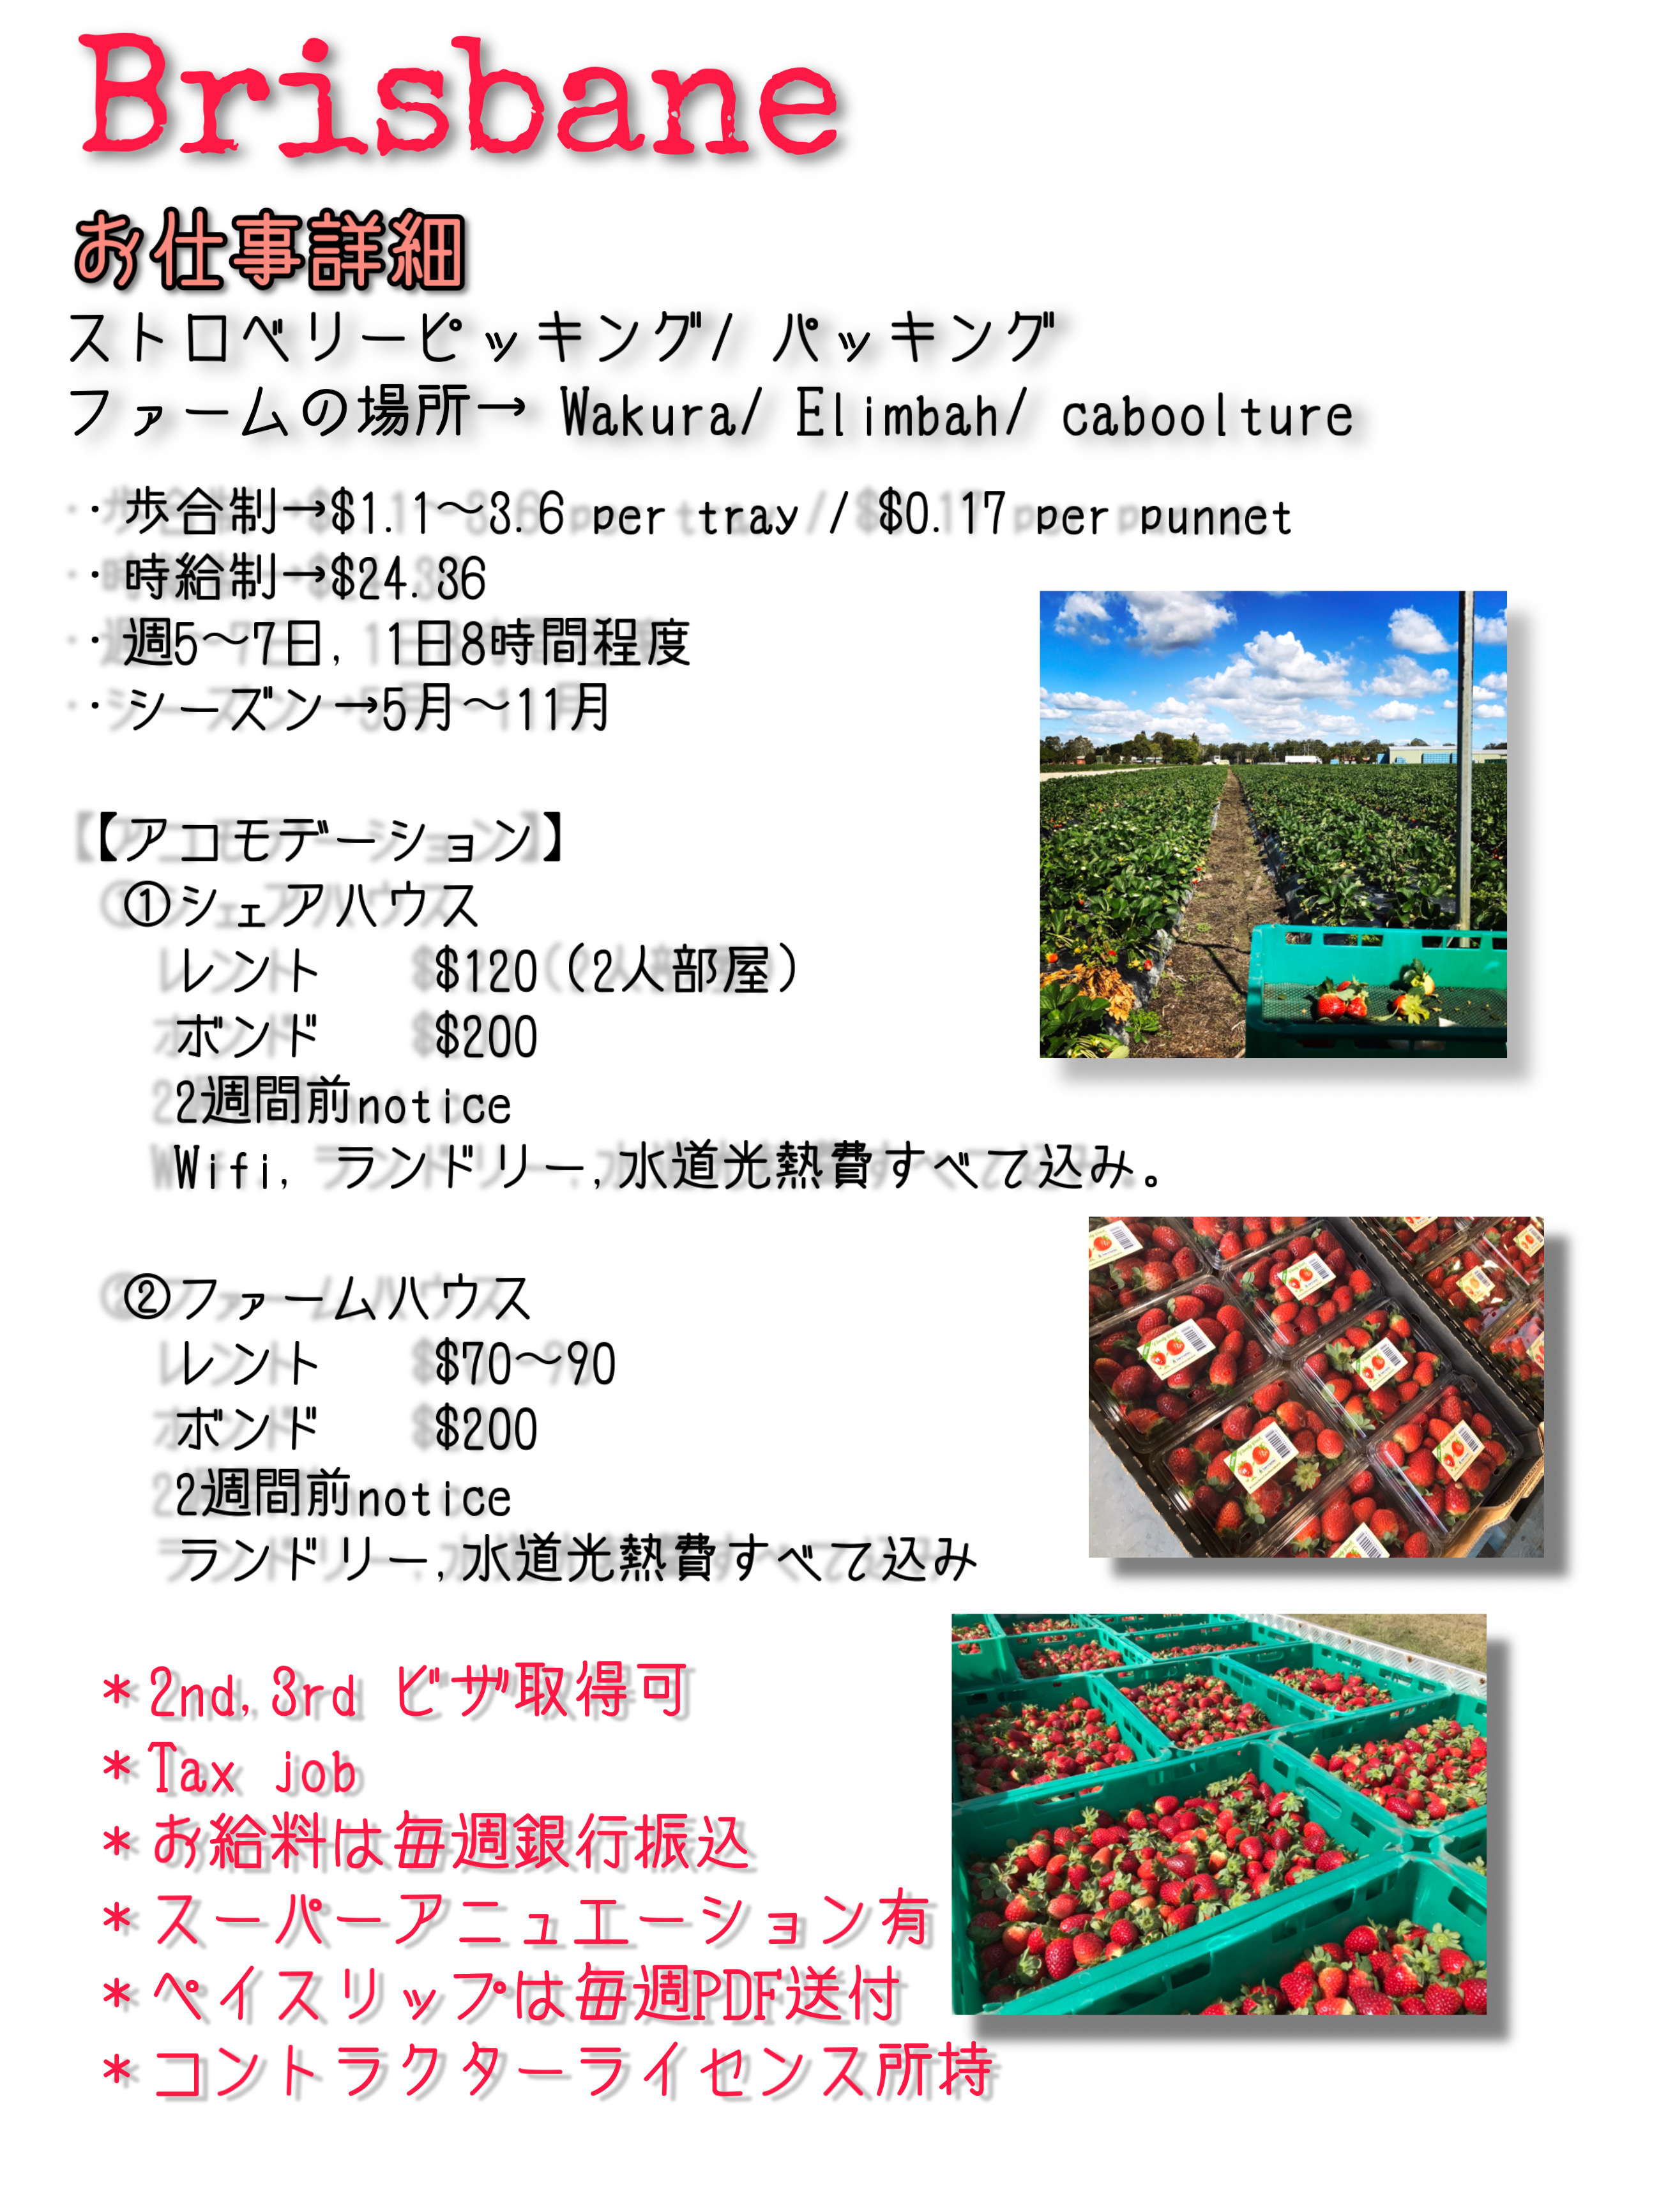 Brisbane
お仕事詳細
ストロベリーピッキング/ パッキング
ファームの場所→ Wakura/ Elimbah/ caboolture
・歩合制→$1.11〜3.6 per tray / $0.17 per punnet
・時給制→$24.36
・週5〜7日, 1日8時間程度
・シーズン→5月〜11月
【アコモデーション】
①シェアハウス
レント $120(2人部屋)
ボンド $200
2週間前notice
Wifi, ランドリー,水道光熱費すべて込み。
②ファームハウス
レント $70〜90
ボンド $200
2週間前notice
ランドリー,水道光熱費すべて込み
*2nd,3rd ビザ取得可
*Tax job
*お給料は毎週銀行振込
*スーパーアニュエーション有
*ペイスリップは毎週PDF送付
*コントラクターライセンス所持